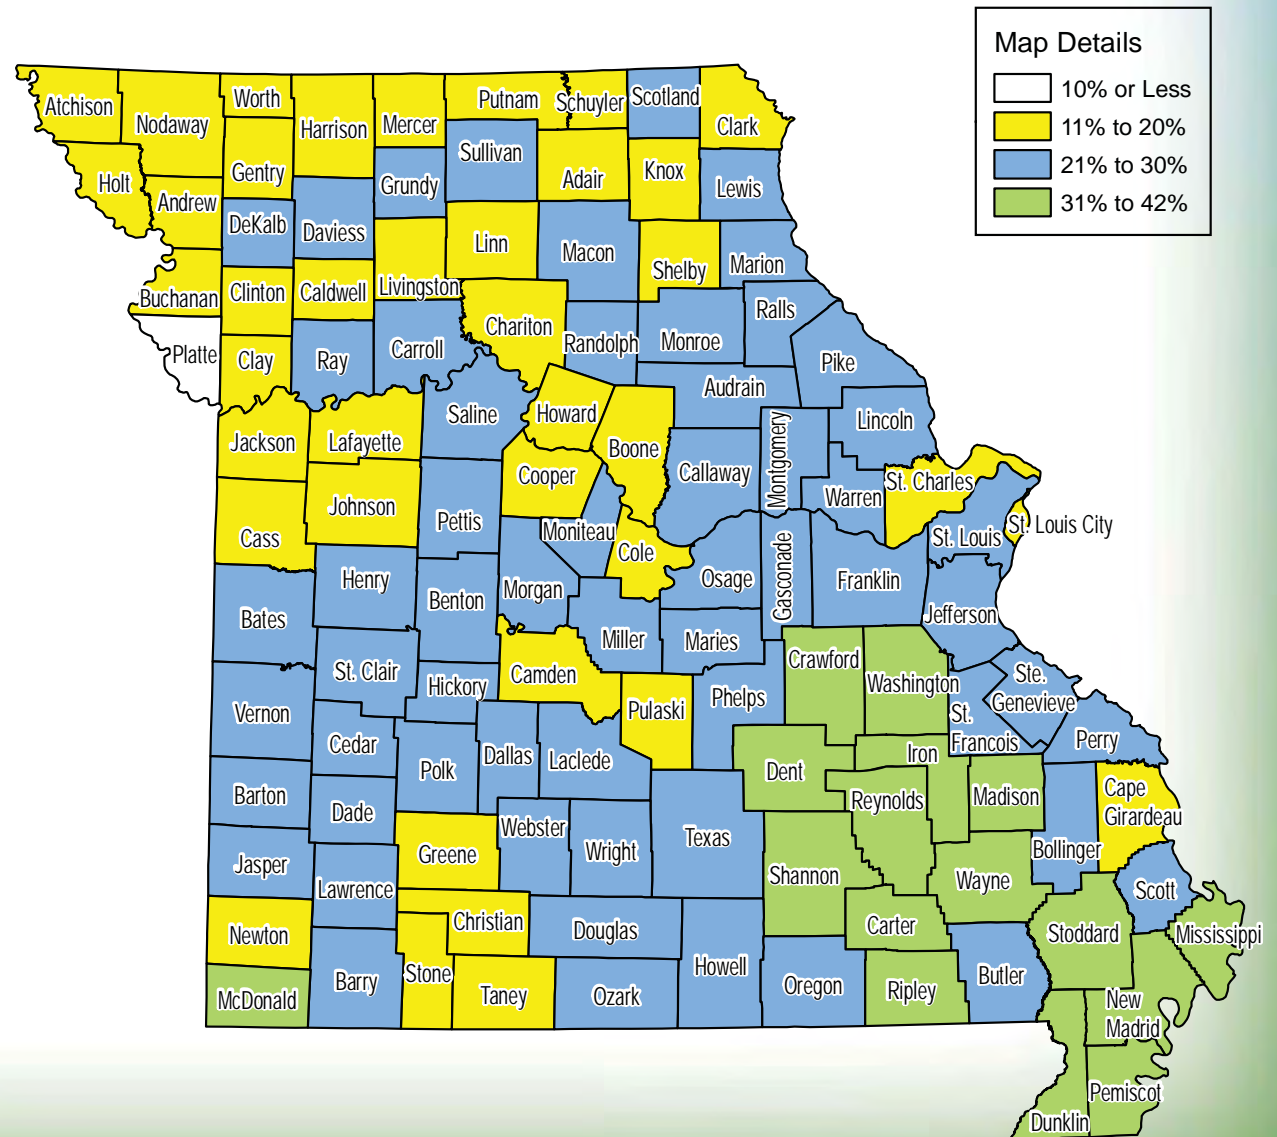 Map Details
10% or Less
11% to 20%
21% to 30%
31% to 42%
Atchison
Nodaway
Worth
Harrison
Mercer
Putnam
Schuyler
Scotland
Clark
Holt
Andrew
Gentry
DeKalb
Daviess
Grundy
Sullivan
Adair
Knox
Lewis
Buchanan
Clinton
Caldwell
Livingston
Linn
Macon
Shelby
Marion
Platte
Clay
Ray
Carroll
Chariton
Randolph
Monroe
Ralls
Pike
Audrain
Jackson
Lafayette
Saline
Howard
Boone
Callaway
Montgomery
Lincoln
Warren
St. Charles
St. Louis
St. Louis City
Cass
Johnson
Pettis
Cooper
Moniteau
Cole
Osage
Gasconade
Franklin
Jefferson
Bates
Henry
Benton
Morgan
Miller
Maries
Crawford
Washington
Ste.
Genevieve
St.
Francois
Perry
Vernon
St. Clair
Hickory
Camden
Pulaski
Phelps
Cedar
Polk
Dallas
Laclede
Dent
Iron
Reynolds
Madison
Cape
Girardeau
Bollinger
Barton
Dade
Greene
Webster
Wright
Texas
Shannon
Wayne
Scott
Jasper
Lawrence
Christian
Douglas
Howell
Carter
Stoddard
Mississippi
Newton
Barry
Stone
Taney
Ozark
Oregon
Ripley
Butler
New
Madrid
McDonald
Pemiscot
Dunklin